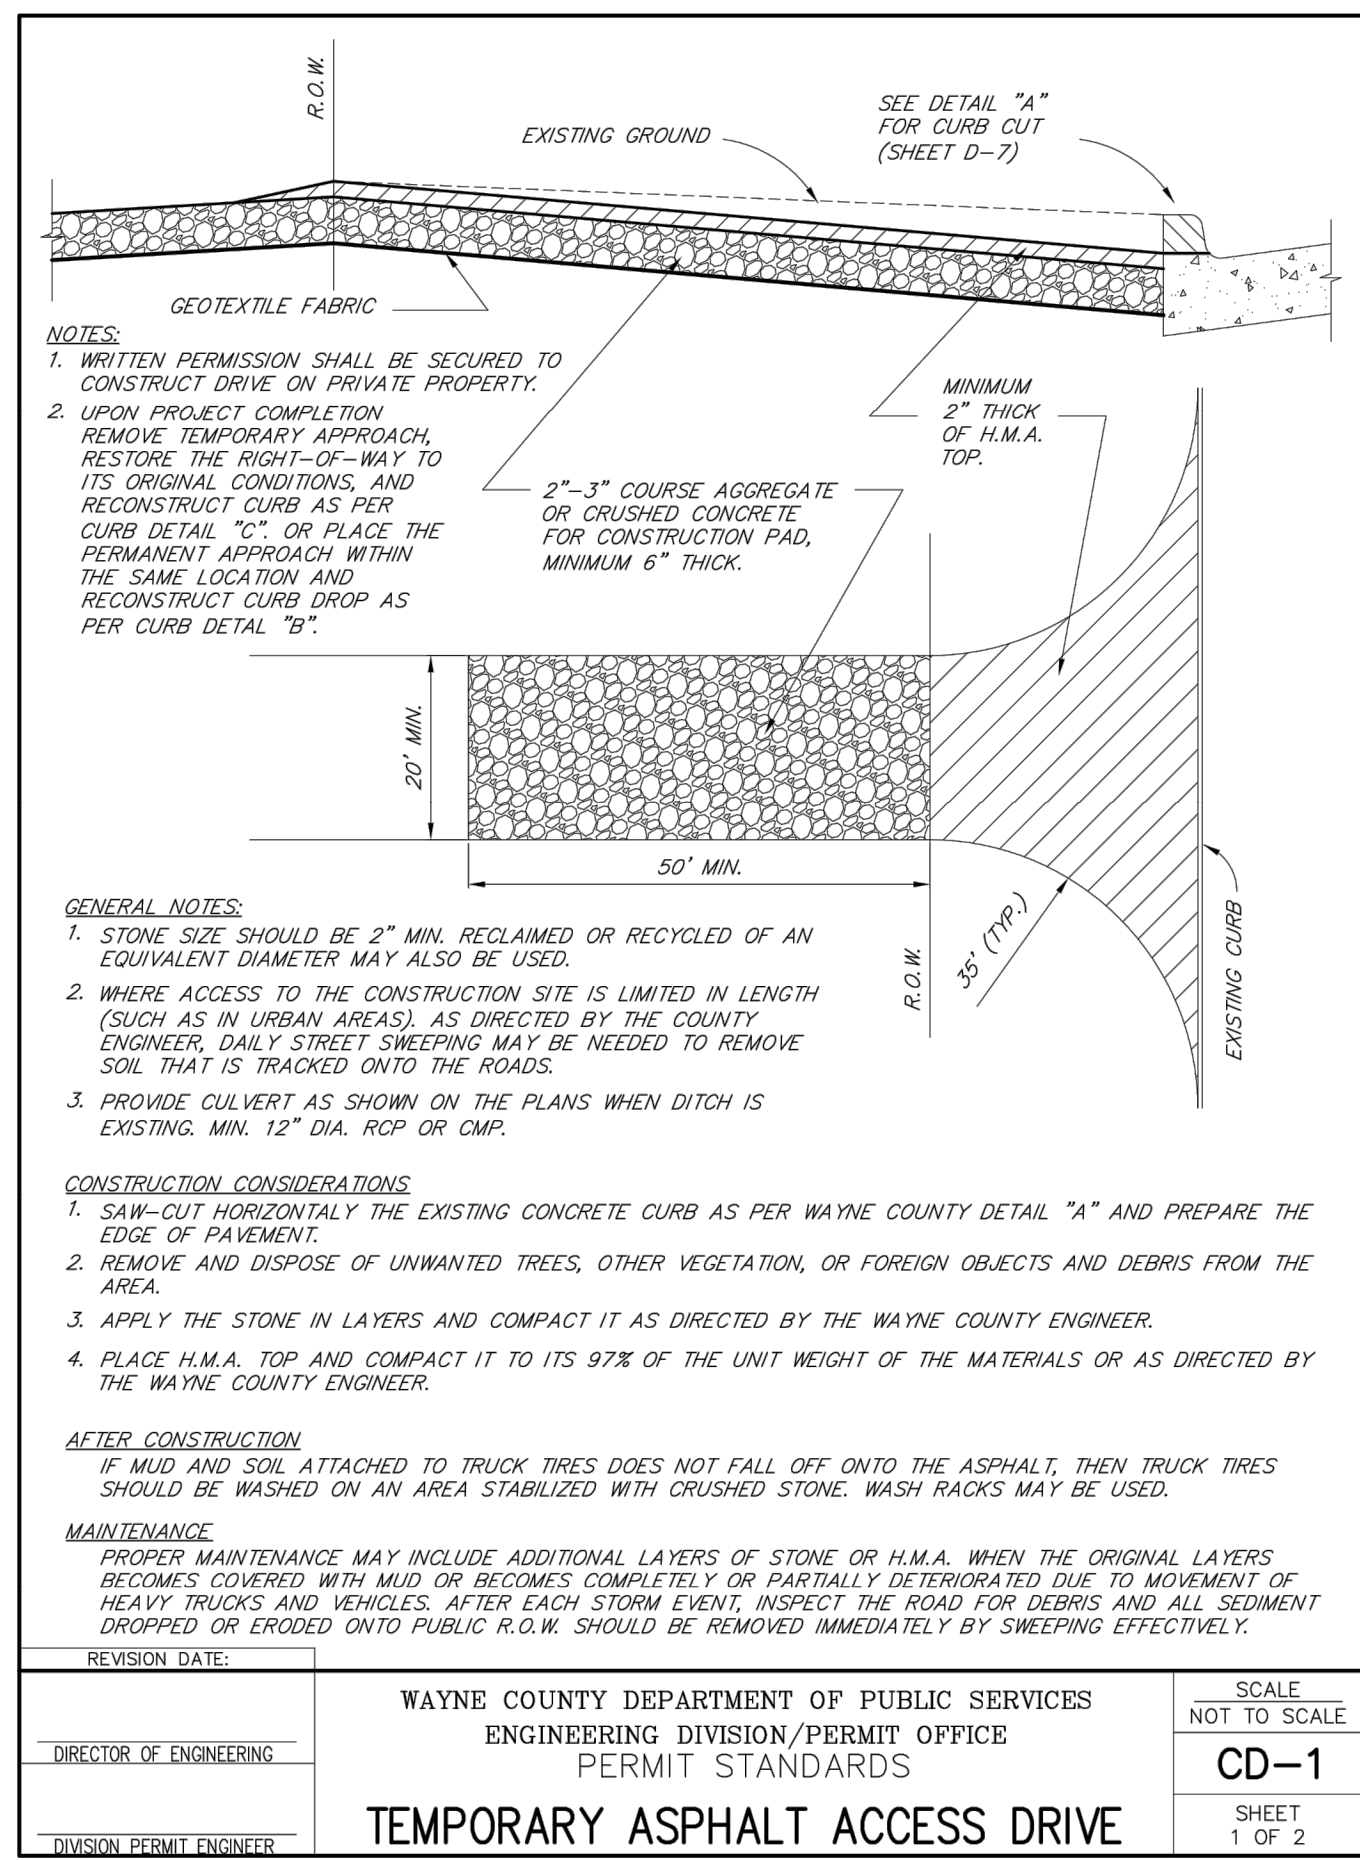 R.O.W.
EXISTING GROUND
SEE DETAIL "A"
FOR CURB CUT
(SHEET D-7)
GEOTEXTILE FABRIC
NOTES:
1. WRITTEN PERMISSION SHALL BE SECURED TO
CONSTRUCT DRIVE ON PRIVATE PROPERTY.
2. UPON PROJECT COMPLETION
REMOVE TEMPORARY APPROACH,
RESTORE THE RIGHT-OF-WAY TO
ITS ORIGINAL CONDITIONS, AND
RECONSTRUCT CURB AS PER
CURB DETAIL "C". OR PLACE THE
PERMANENT APPROACH WITHIN
THE SAME LOCATION AND
RECONSTRUCT CURB DROP AS
PER CURB DETAL "B".
MINIMUM
2" THICK
OF H.M.A.
TOP.
2"-3" COURSE AGGREGATE
OR CRUSHED CONCRETE
FOR CONSTRUCTION PAD,
MINIMUM 6" THICK.
20' MIN.
50' MIN.
R.O.W.
35' (TYP.)
EXISTING CURB
GENERAL NOTES:
1. STONE SIZE SHOULD BE 2" MIN. RECLAIMED OR RECYCLED OF AN
EQUIVALENT DIAMETER MAY ALSO BE USED.
2. WHERE ACCESS TO THE CONSTRUCTION SITE IS LIMITED IN LENGTH
(SUCH AS IN URBAN AREAS). AS DIRECTED BY THE COUNTY
ENGINEER, DAILY STREET SWEEPING MAY BE NEEDED TO REMOVE
SOIL THAT IS TRACKED ONTO THE ROADS.
3. PROVIDE CULVERT AS SHOWN ON THE PLANS WHEN DITCH IS
EXISTING. MIN. 12" DIA. RCP OR CMP.
CONSTRUCTION CONSIDERATIONS
1. SAW-CUT HORIZONTALY THE EXISTING CONCRETE CURB AS PER WAYNE COUNTY DETAIL "A" AND PREPARE THE
EDGE OF PAVEMENT.
2. REMOVE AND DISPOSE OF UNWANTED TREES, OTHER VEGETATION, OR FOREIGN OBJECTS AND DEBRIS FROM THE
AREA.
3. APPLY THE STONE IN LAYERS AND COMPACT IT AS DIRECTED BY THE WAYNE COUNTY ENGINEER.
4. PLACE H.M.A. TOP AND COMPACT IT TO ITS 97% OF THE UNIT WEIGHT OF THE MATERIALS OR AS DIRECTED BY
THE WAYNE COUNTY ENGINEER.
AFTER CONSTRUCTION
IF MUD AND SOIL ATTACHED TO TRUCK TIRES DOES NOT FALL OFF ONTO THE ASPHALT, THEN TRUCK TIRES
SHOULD BE WASHED ON AN AREA STABILIZED WITH CRUSHED STONE. WASH RACKS MAY BE USED.
MAINTENANCE
PROPER MAINTENANCE MAY INCLUDE ADDITIONAL LAYERS OF STONE OR H.M.A. WHEN THE ORIGINAL LAYERS
BECOMES COVERED WITH MUD OR BECOMES COMPLETELY OR PARTIALLY DETERIORATED DUE TO MOVEMENT OF
HEAVY TRUCKS AND VEHICLES. AFTER EACH STORM EVENT, INSPECT THE ROAD FOR DEBRIS AND ALL SEDIMENT
DROPPED OR ERODED ONTO PUBLIC R.O.W. SHOULD BE REMOVED IMMEDIATELY BY SWEEPING EFFECTIVELY.
REVISION DATE:
DIRECTOR OF ENGINEERING
DIVISION PERMIT ENGINEER
WAYNE COUNTY DEPARTMENT OF PUBLIC SERVICES
ENGINEERING DIVISION/PERMIT OFFICE
PERMIT STANDARDS
TEMPORARY ASPHALT ACCESS DRIVE
SCALE
NOT TO SCALE
CD-1
SHEET
1 OF 2